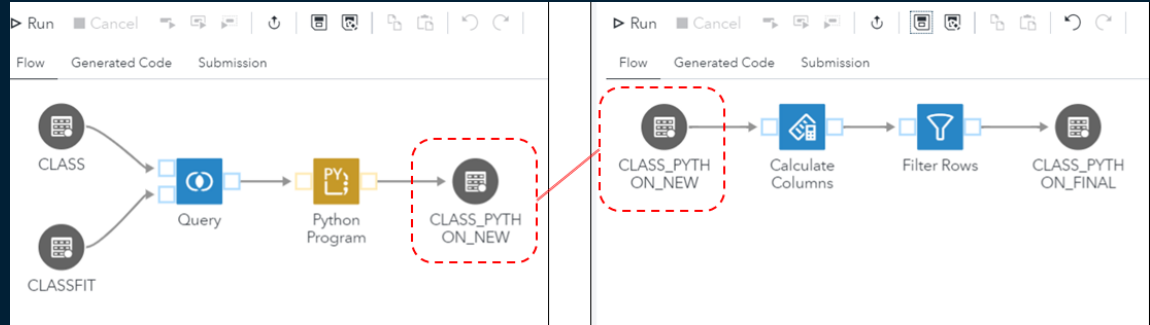 Run Cancel
Flow Generated Code Submission
CLASS
CLASSFIT
Query
PY
Python
Program
CLASS_PYTH
ON_NEW
Run Cancel
Flow Generated Code Submission
CLASS_PYTH
ON_NEW
Calculate
Columns
Filter Rows
CLASS_PYTH
ON_FINAL